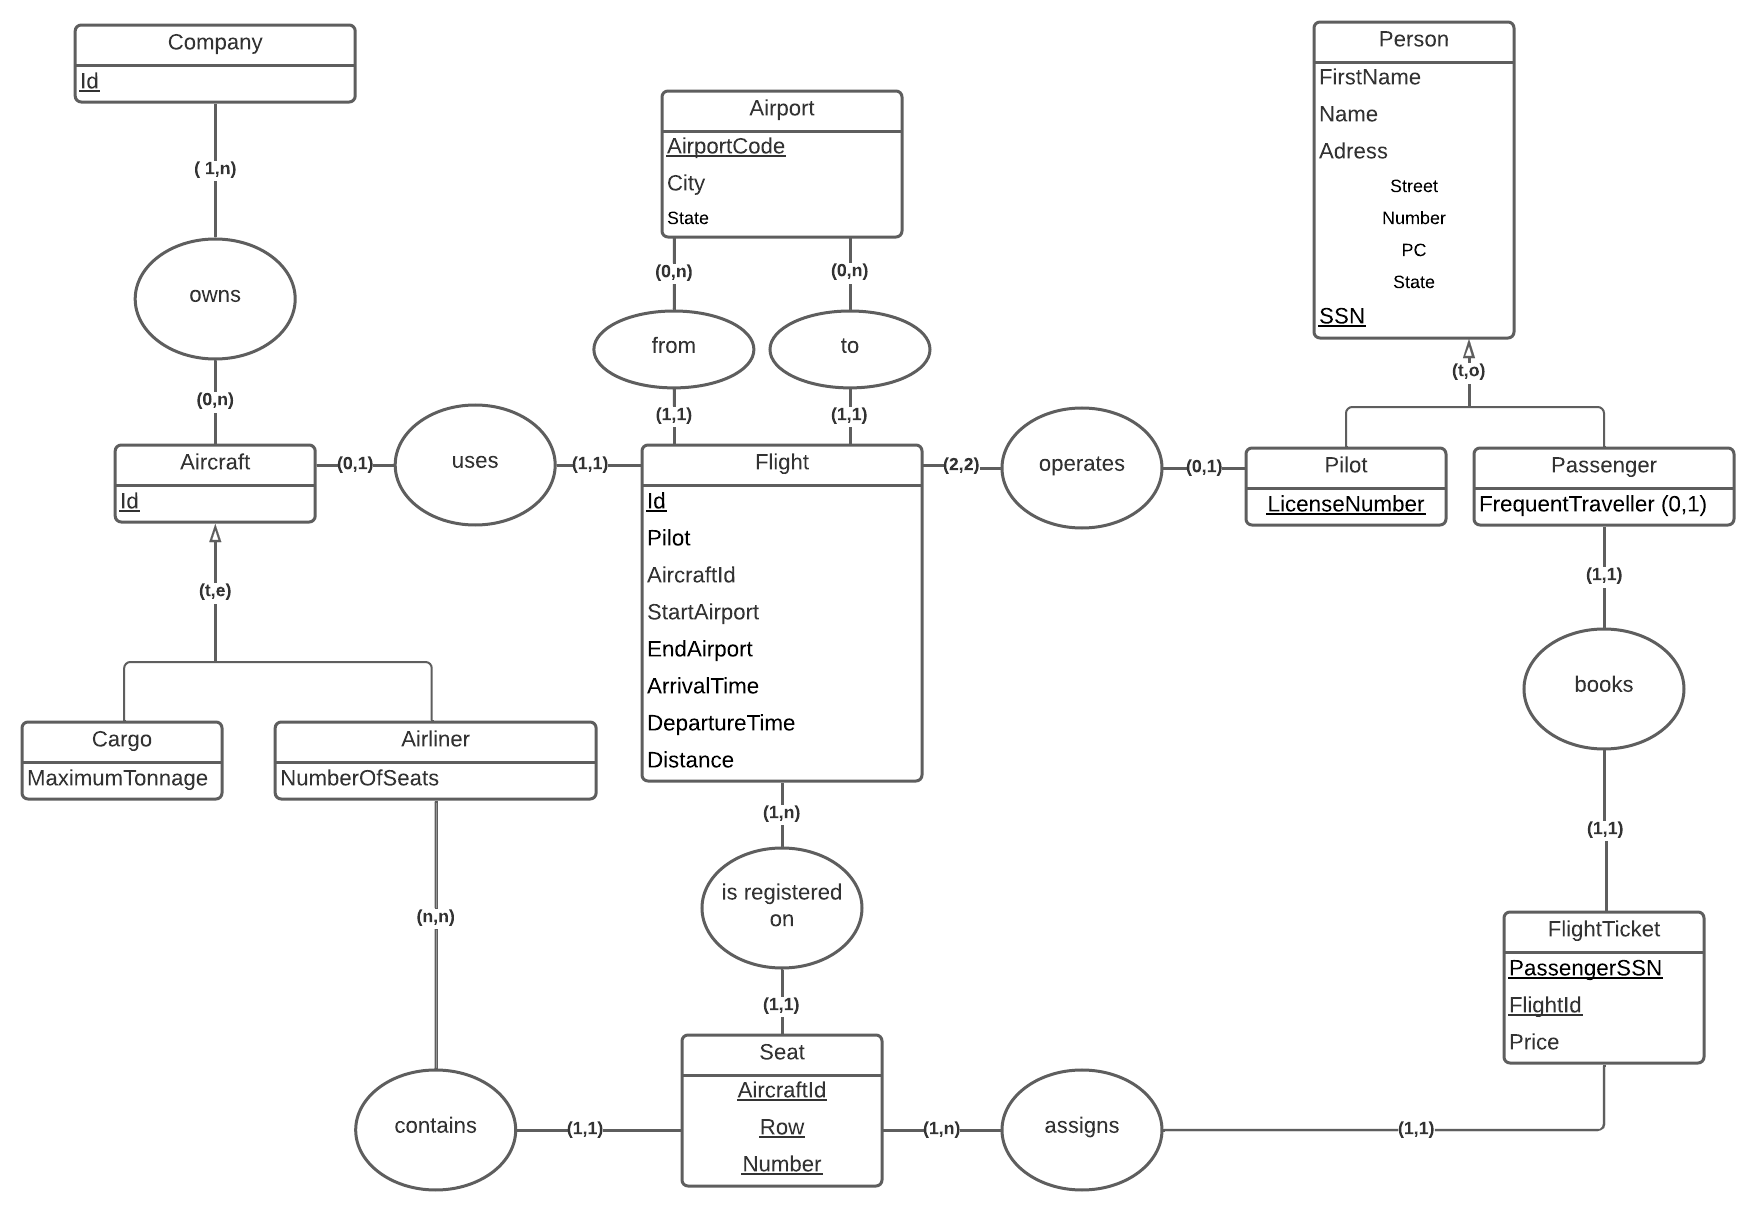 Company
Id
( 1,n)
owns
(0,n)
Aircraft
Id
(0,1)
uses
(1,1)
(t,e)
Cargo
MaximumTonnage
Airliner
NumberOfSeats
(n,n)
contains
(1,1)
Airport
AirportCode
City
State
(0,n)
(0,n)
from
to
(1,1)
(1,1)
Flight
Id
Pilot
AircraftId
StartAirport
EndAirport
ArrivalTime
DepartureTime
Distance
(1,n)
is registered
on
(1,1)
Seat
AircraftId
Row
Number
(1,n)
assigns
(1,1)
(2,2)
operates
(0,1)
Person
FirstName
Name
Adress
Street
Number
PC
State
SSN
(t,o)
Pilot
LicenseNumber
Passenger
FrequentTraveller (0,1)
(1,1)
books
(1,1)
FlightTicket
PassengerSSN
FlightId
Price